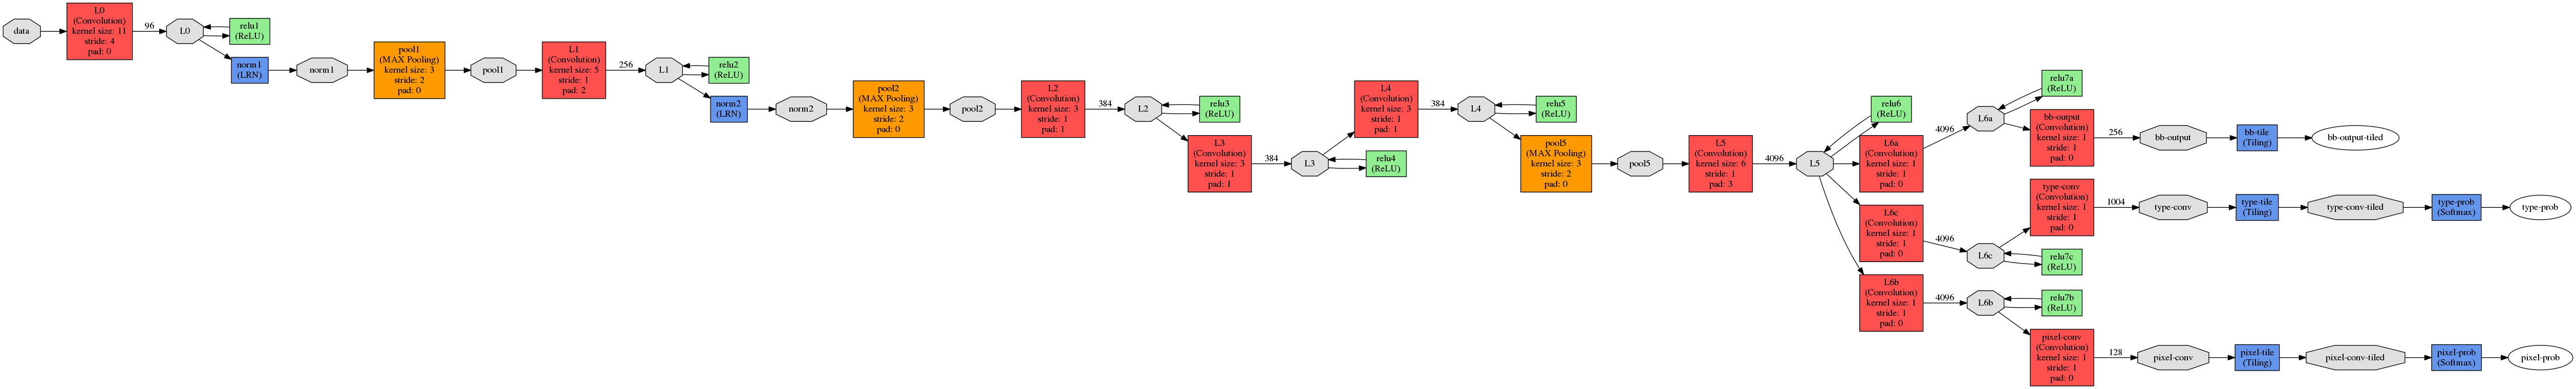 data
L0
(Convolution)
kernel size: 11
stride: 4
pad: 0
96
L0
relu1
(ReLU)
norm1
(LRN)
norm1
pool1
(MAX Pooling)
kernel size: 3
stride: 2
pad: 0
pool1
L1
(Convolution)
kernel size: 5
stride: 1
pad: 2
256
L1
relu2
(ReLU)
norm2
(LRN)
norm2
pool2
(MAX Pooling)
kernel size: 3
stride: 2
pad: 0
pool2
L2
(Convolution)
kernel size: 3
stride: 1
pad: 1
384
L2
relu3
(ReLU)
L3
(Convolution)
kernel size: 3
stride: 1
pad: 1
384
L3
relu4
(ReLU)
L4
(Convolution)
kernel size: 3
stride: 1
pad: 1
384
L4
relu5
(ReLU)
pool5
(MAX Pooling)
kernel size: 3
stride: 2
pad: 0
pool5
L5
(Convolution)
kernel size: 6
stride: 1
pad: 3
4096
L5
relu6
(ReLU)
L6a
(Convolution)
kernel size: 1
stride: 1
pad: 0
4096
L6a
relu7a
(ReLU)
bb-output
(Convolution)
kernel size: 1
stride: 1
pad: 0
256
bb-output
bb-tile
(Tiling)
bb-output-tiled
L6c
(Convolution)
kernel size: 1
stride: 1
pad: 0
4096
L6c
type-conv
(Convolution)
kernel size: 1
stride: 1
pad: 0
1004
type-conv
type-tile
(Tiling)
type-conv-tiled
type-prob
(Softmax)
type-prob
relu7c
(ReLU)
L6b
(Convolution)
kernel size: 1
stride: 1
pad: 0
4096
L6b
relu7b
(ReLU)
pixel-conv
(Convolution)
kernel size: 1
stride: 1
pad: 0
128
pixel-conv
pixel-tile
(Tiling)
pixel-conv-tiled
pixel-prob
(Softmax)
pixel-prob